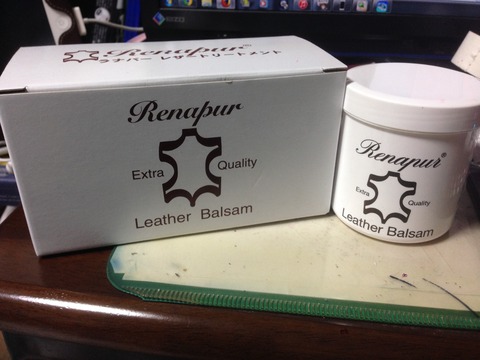 Renapur®
ラナパー レザートリートメント
Renapur
Extra Quality
Leather Balsam
Renapur®
Extra Quality
Leather Balsam
EIZO